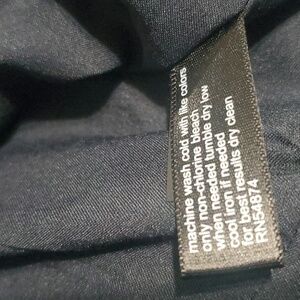 machine wash cold with like colors
only non-chlorine bleach
when needed tumble dry low
cool iron if needed
for best results dry clean
RN54874